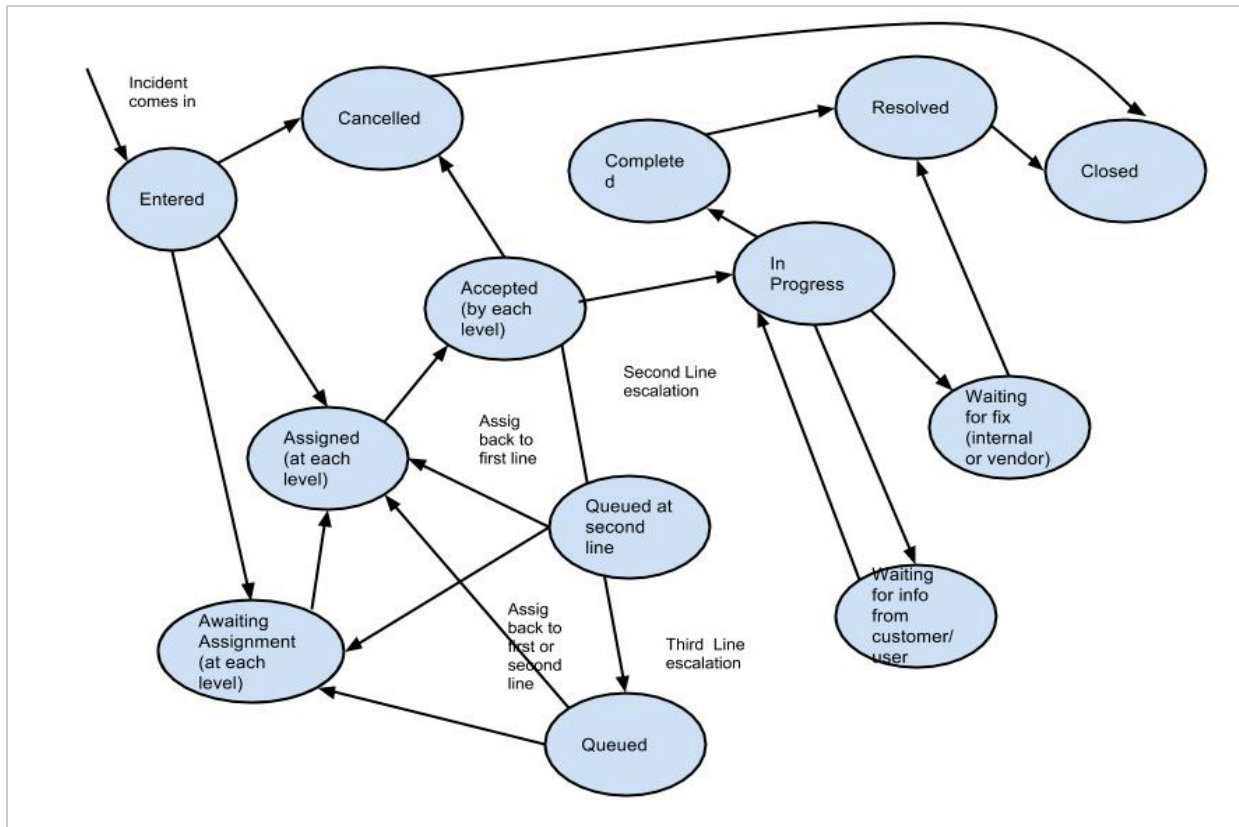 Incident
comes in
Cancelled
Entered
Complete
d
Resolved
Closed
Accepted
(by each
level)
In
Progress
Second Line
escalation
Assig
back to
first line
Assigned
(at each
level)
Waiting
for fix
(internal
or vendor)
Queued at
second
line
Awaiting
Assignment
(at each
level)
Assig
back to
first or
second
line
Third  Line
escalation
Waiting
for info
from
customer/
user
Queued